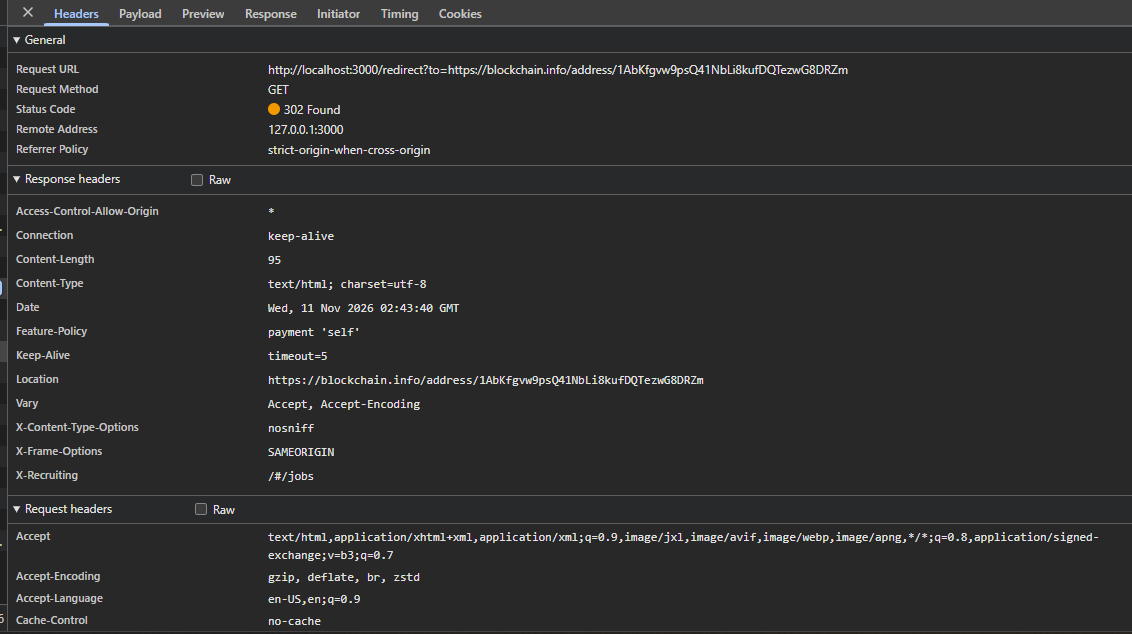 Headers Payload Preview Response Initiator Timing Cookies
General
Request URL http://localhost:3000/redirect?to=https://blockchain.info/address/1AbKfgvw9psQ41NbLi8kufDQTezwG8DRZm
Request Method GET
Status Code 302 Found
Remote Address 127.0.0.1:3000
Referrer Policy strict-origin-when-cross-origin
Response headers Raw
Access-Control-Allow-Origin *
Connection keep-alive
Content-Length 95
Content-Type text/html; charset=utf-8
Date Wed, 11 Nov 2026 02:43:40 GMT
Feature-Policy payment 'self'
Keep-Alive timeout=5
Location https://blockchain.info/address/1AbKfgvw9psQ41NbLi8kufDQTezwG8DRZm
Vary Accept, Accept-Encoding
X-Content-Type-Options nosniff
X-Frame-Options SAMEORIGIN
X-Recruiting /#/jobs
Request headers Raw
Accept text/html,application/xhtml+xml,application/xml;q=0.9,image/jxl,image/avif,image/webp,image/apng,*/*;q=0.8,application/signed-
exchange;v=b3;q=0.7
Accept-Encoding gzip, deflate, br, zstd
Accept-Language en-US,en;q=0.9
Cache-Control no-cache